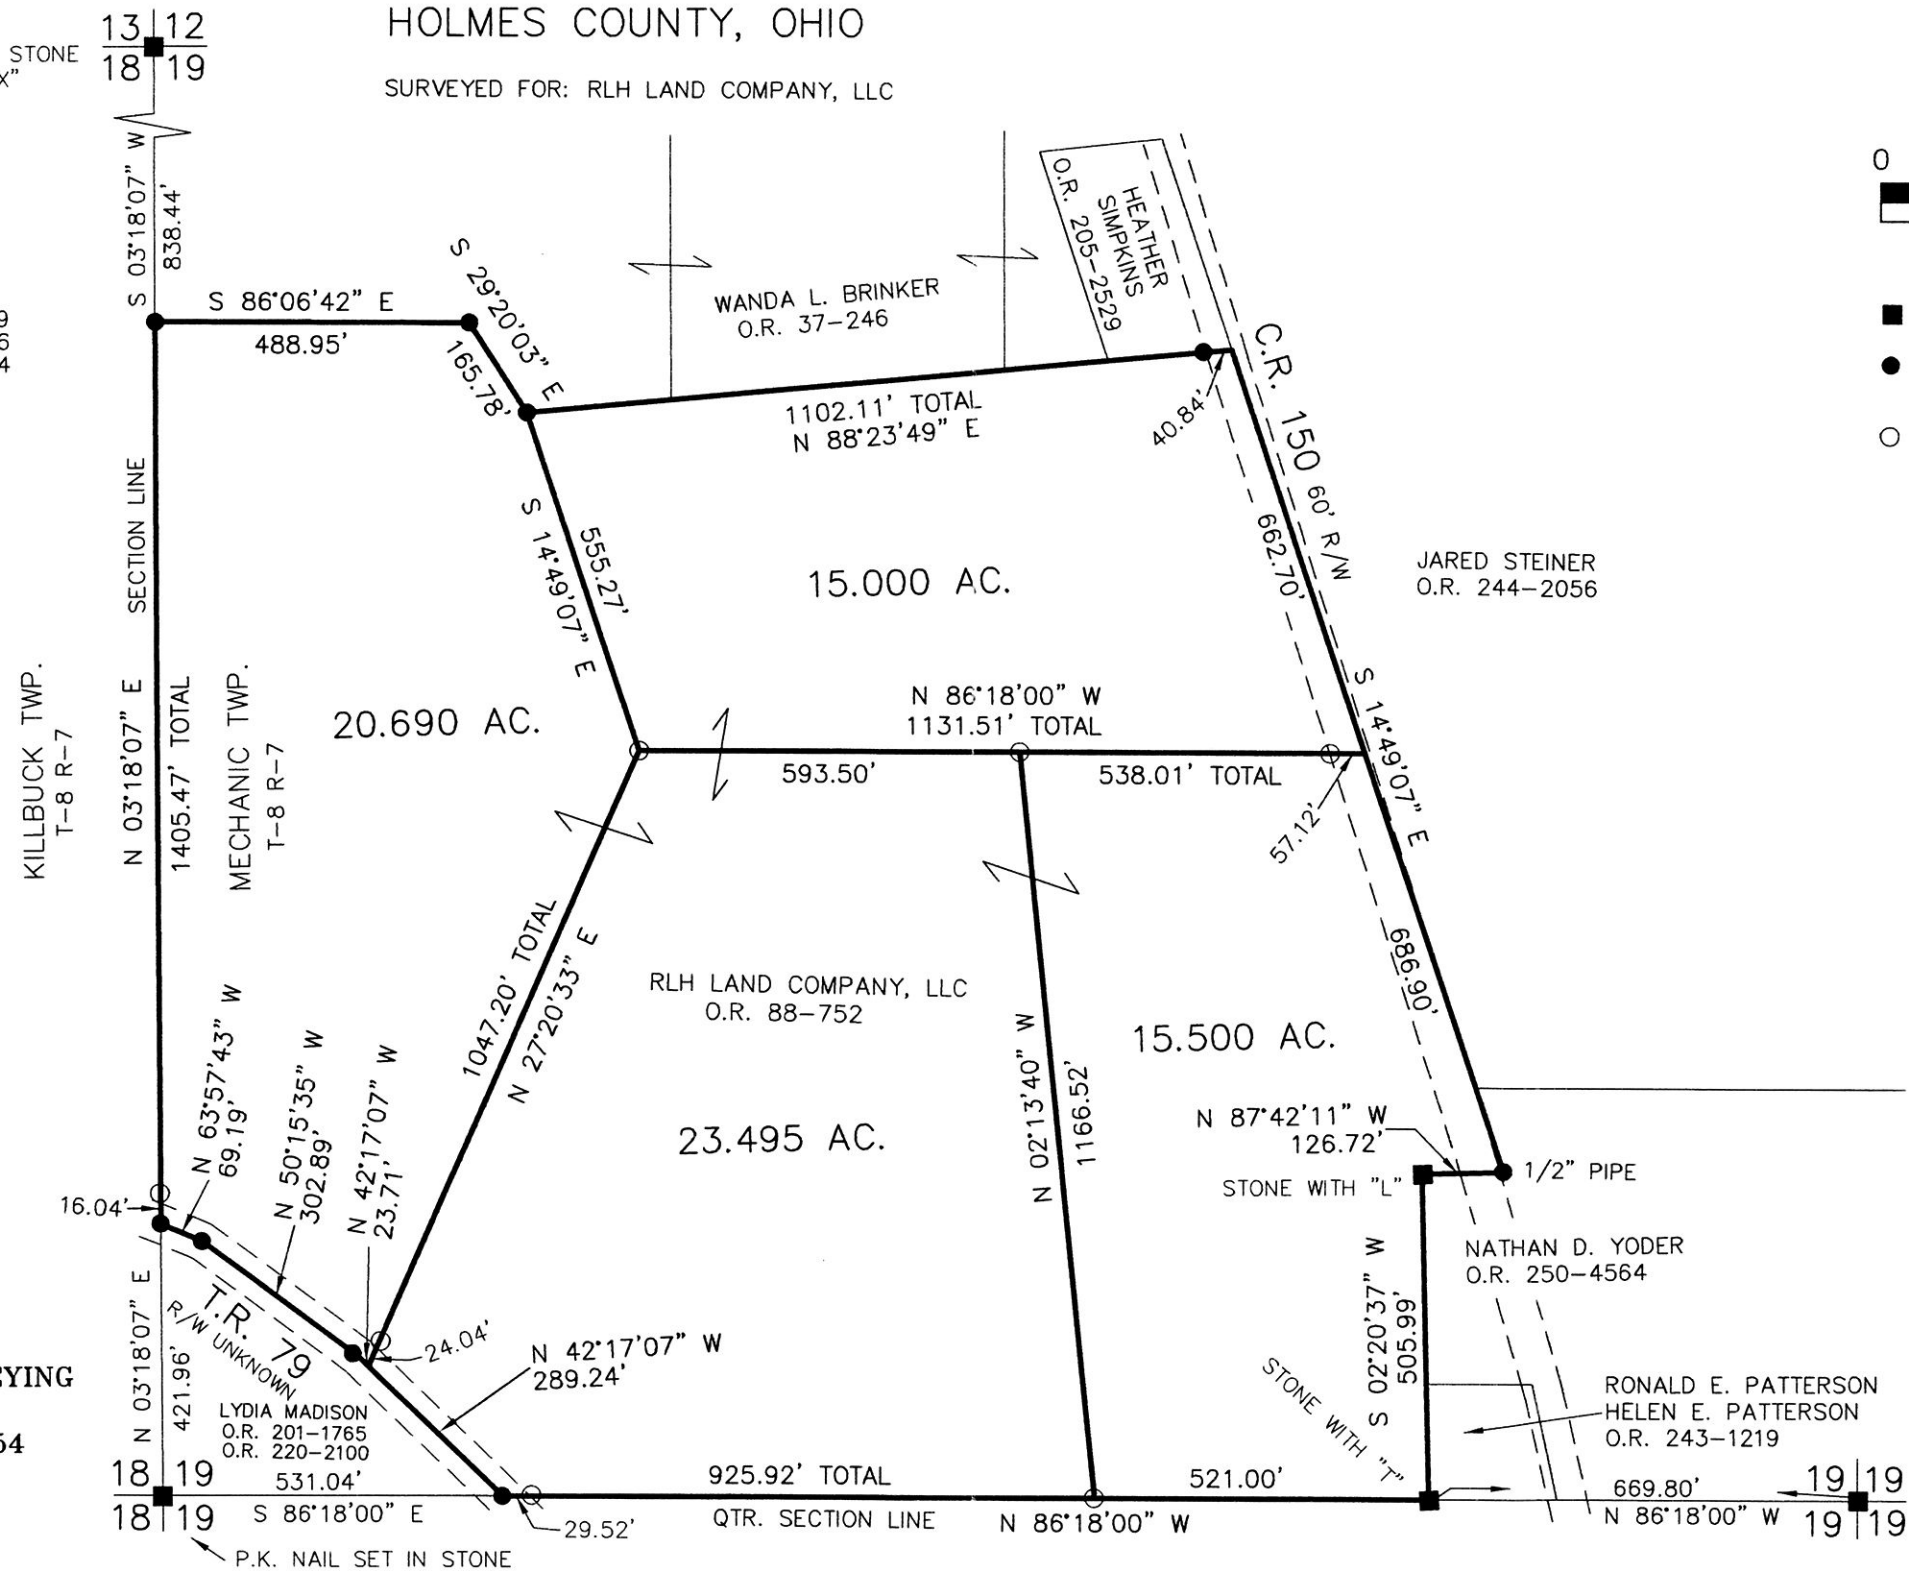 HOLMES COUNTY, OHIO
SURVEYED FOR: RLH LAND COMPANY, LLC
13 12
18 19
STONE
X"
S 03°18'07" W
838.44'
S 86°06'42" E
488.95'
S 29°20'03" E
165.78'
WANDA L. BRINKER
O.R. 37-246
HEATHER
SIMPKINS
O.R. 205-2529
1102.11' TOTAL
N 88°23'49" E
40.84'
C.R. 150 60' R/W
662.70'
JARED STEINER
O.R. 244-2056
0
9
6
4
SECTION LINE
N 03°18'07" E
1405.47' TOTAL
KILLBUCK TWP.
T-8 R-7
MECHANIC TWP.
T-8 R-7
S 14°49'07" E
555.27'
15.000 AC.
20.690 AC.
N 86°18'00" W
1131.51' TOTAL
593.50'
538.01' TOTAL
57.12'
S 14°49'07" E
686.90'
1047.20' TOTAL
N 27°20'33" E
RLH LAND COMPANY, LLC
O.R. 88-752
23.495 AC.
N 02°13'40" W
1166.52'
15.500 AC.
N 87°42'11" W
126.72'
STONE WITH "L"
1/2" PIPE
N 63°57'43" W
69.19'
N 50°15'35" W
302.89'
N 42°17'07" W
23.71'
16.04'
T.R. 79
R/W UNKNOWN
24.04'
N 42°17'07" W
289.24'
NATHAN D. YODER
O.R. 250-4564
S 02°20'37" W
505.99'
STONE WITH "T"
RONALD E. PATTERSON
HELEN E. PATTERSON
O.R. 243-1219
N 03°18'07" E
421.96'
LYDIA MADISON
O.R. 201-1765
O.R. 220-2100
EYING
64
18 19
18 19
531.04'
S 86°18'00" E
29.52'
925.92' TOTAL
QTR. SECTION LINE
N 86°18'00" W
521.00'
669.80'
N 86°18'00" W
19 19
19 19
P.K. NAIL SET IN STONE